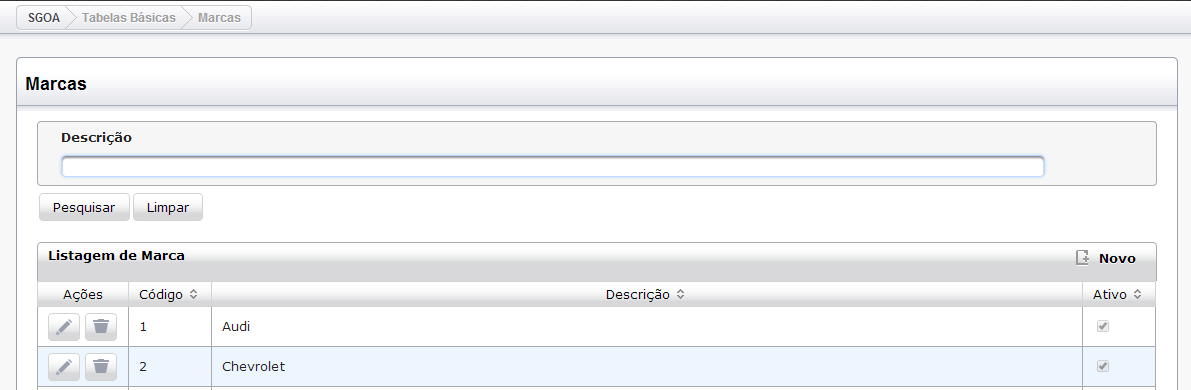 SGOA Tabelas Básicas Marcas
Marcas
Descrição
Pesquisar Limpar
Listagem de Marca Novo
Ações Código Descrição Ativo
1 Audi
2 Chevrolet